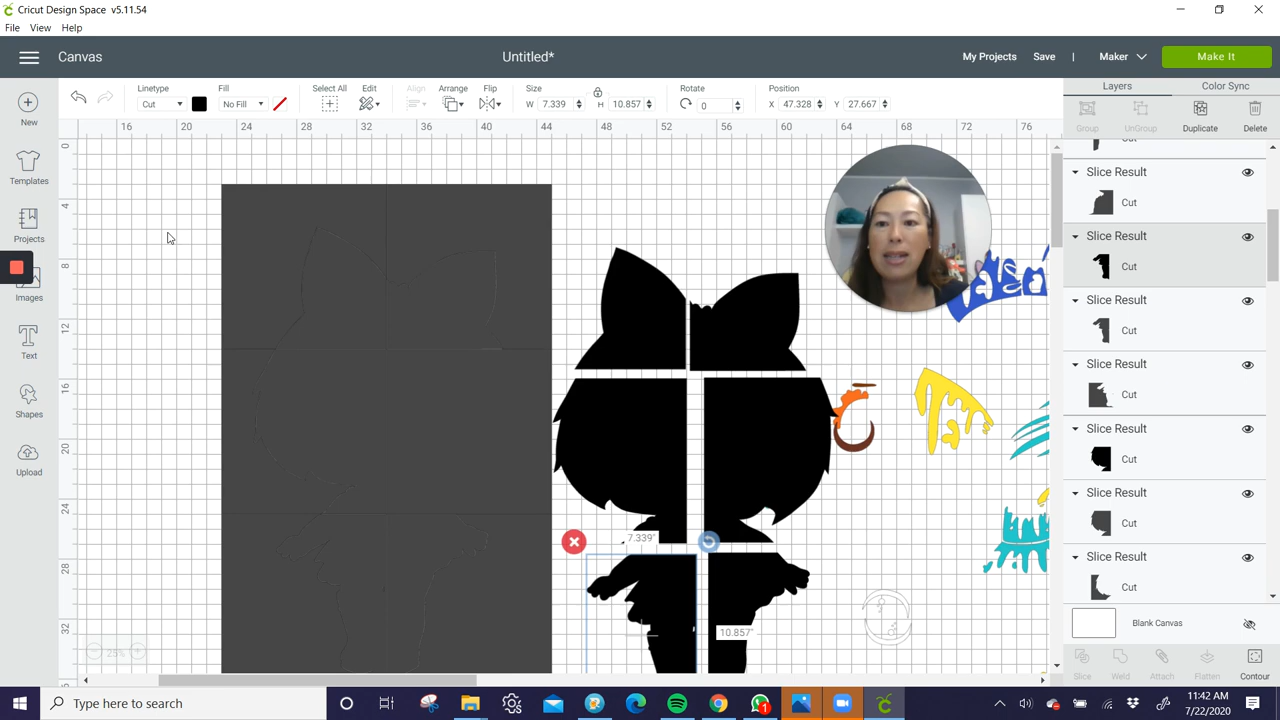 Cricut Design Space v5.11.54
File View Help
Canvas
Untitled*
My Projects Save | Maker Make It
Linetype
Cut
Fill
No Fill
Select All
Edit
Align
Arrange
Flip
Size
W 7.339 H 10.857
Rotate
0
Position
X 47.328 Y 27.667
Layers Color Sync
Group UnGroup Duplicate Delete
New
Templates
Projects
Images
Text
Shapes
Upload
16 20 24 28 32 36 40 44 48 52 56 60 64 68 72 76
0
4
8
12
16
20
24
28
32
7.339"
10.857"
25%
Cut
Slice Result
Cut
Slice Result
Cut
Slice Result
Cut
Slice Result
Cut
Slice Result
Cut
Slice Result
Cut
Slice Result
Cut
Blank Canvas
Slice Weld Attach Flatten Contour
Type here to search
1
11:42 AM
7/22/2020